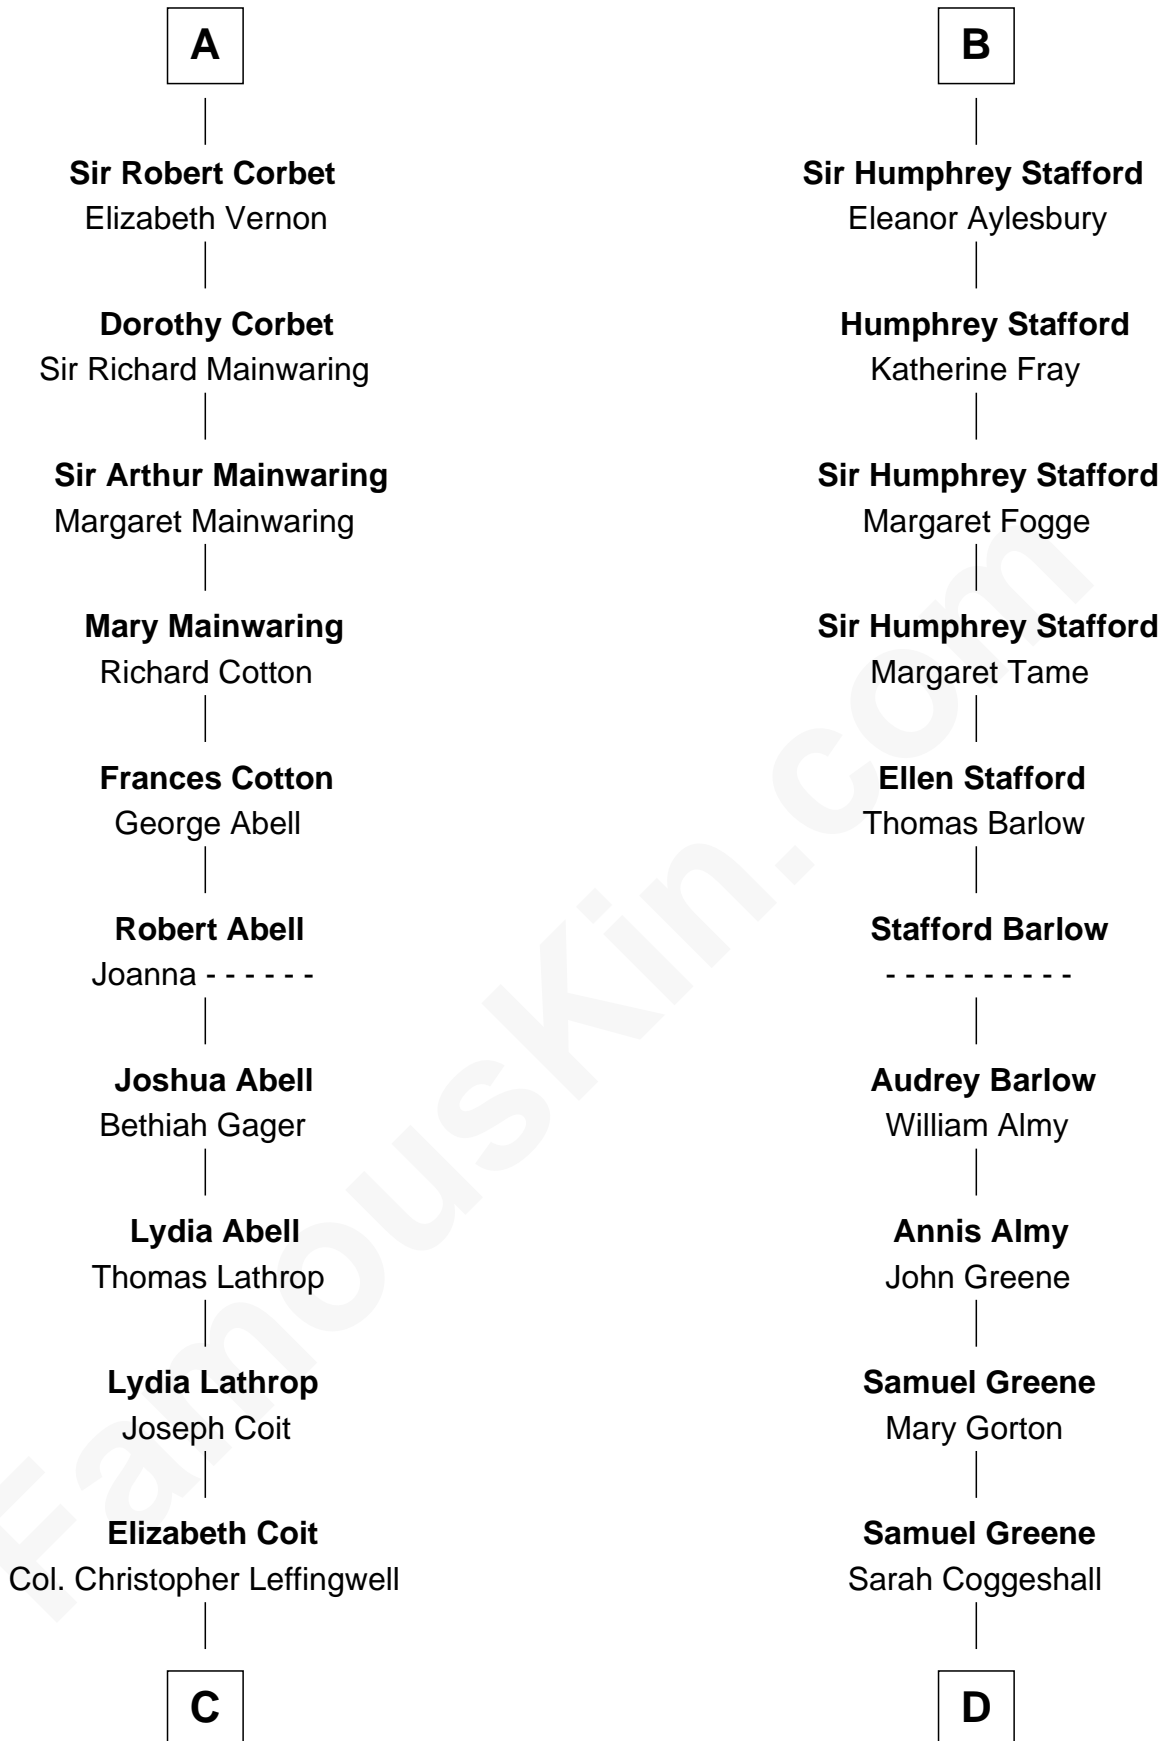 A
Sir Robert Corbet
Elizabeth Vernon
Dorothy Corbet
Sir Richard Mainwaring
Sir Arthur Mainwaring
Margaret Mainwaring
Mary Mainwaring
Richard Cotton
Frances Cotton
George Abell
Robert Abell
Joanna - - - - - -
Joshua Abell
Bethiah Gager
Lydia Abell
Thomas Lathrop
Lydia Lathrop
Joseph Coit
Elizabeth Coit
Col. Christopher Leffingwell
C
B
Sir Humphrey Stafford
Eleanor Aylesbury
Humphrey Stafford
Katherine Fray
Sir Humphrey Stafford
Margaret Fogge
Sir Humphrey Stafford
Margaret Tame
Ellen Stafford
Thomas Barlow
Stafford Barlow
- - - - - - - - - -
Audrey Barlow
William Almy
Annis Almy
John Greene
Samuel Greene
Mary Gorton
Samuel Greene
Sarah Coggeshall
D
FamousKin.com